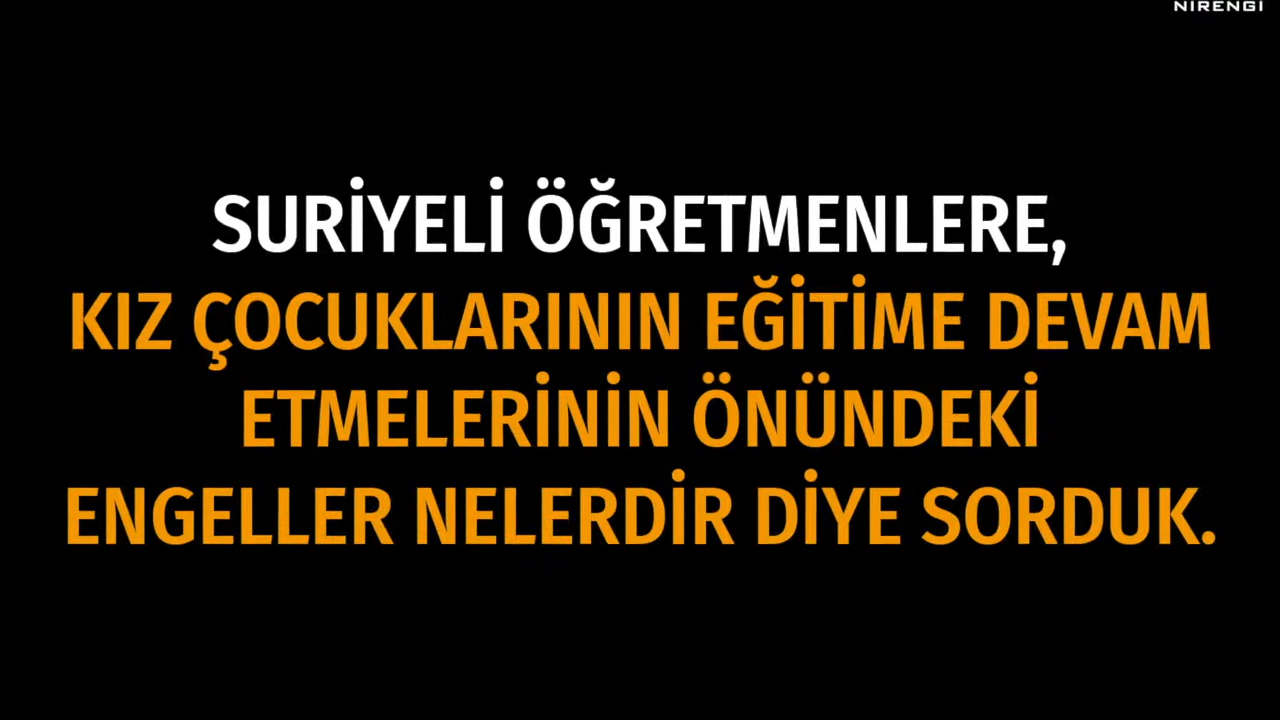 NIRENGI
SURİYELİ ÖĞRETMENLERE,
KIZ ÇOCUKLARININ EĞİTİME DEVAM
ETMELERİNİN ÖNÜNDEKİ
ENGELLER NELERDİR DİYE SORDUK.